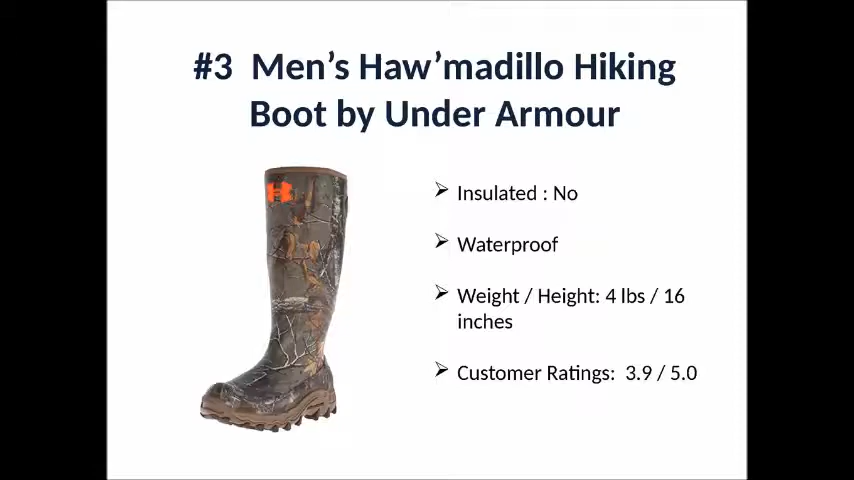 #3 Men’s Haw’madillo Hiking
Boot by Under Armour
Insulated : No
Waterproof
Weight / Height: 4 lbs / 16
inches
Customer Ratings: 3.9 / 5.0